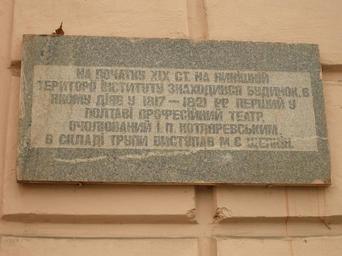 НА ПОЧАТКУ XIX СТ. НА НИНІШНІЙ
ТЕРИТОРІЇ ІНСТИТУТУ ЗНАХОДИВСЯ БУДИНОК, В
ЯКОМУ ДІЯВ У 1817 — 1821 РР ПЕРШИЙ У
ПОЛТАВІ ПРОФЕСІЙНИЙ ТЕАТР,
ОЧОЛЮВАНИЙ І. П. КОТЛЯРЕВСЬКИМ.
В СКЛАДІ ТРУПИ ВИСТУПАВ М. С ЩЕПКІН.